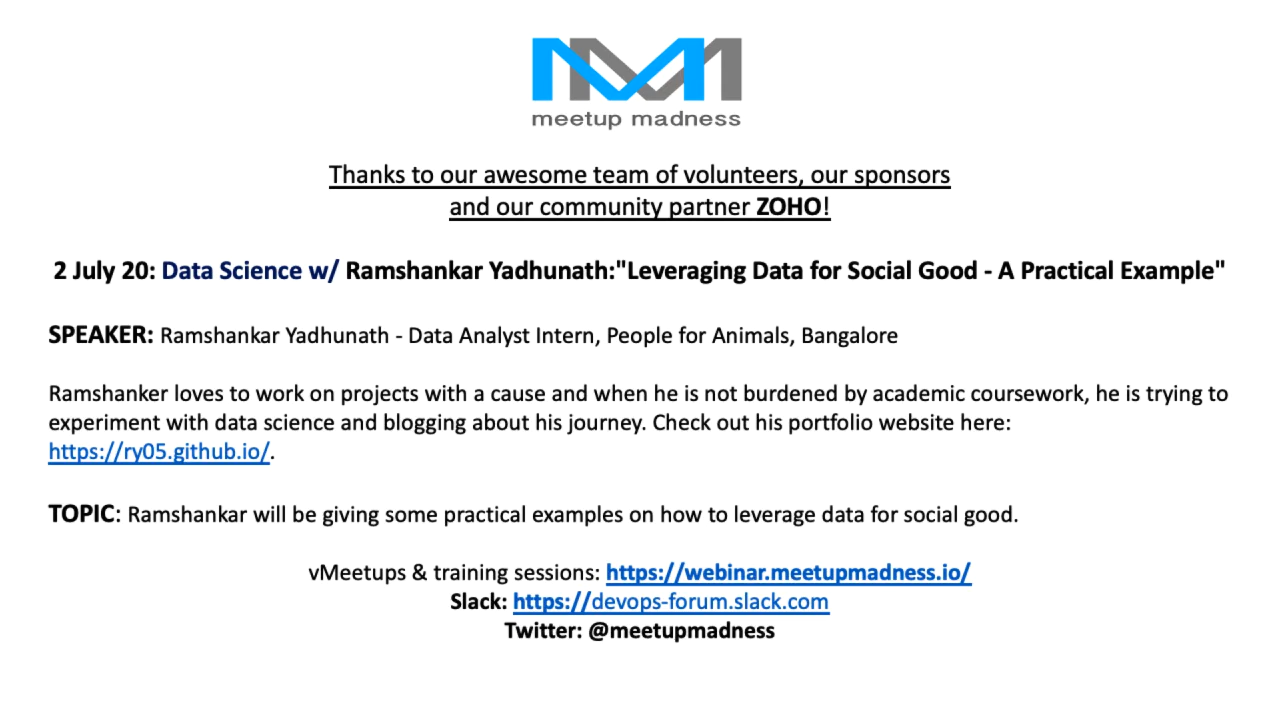 meetup madness
Thanks to our awesome team of volunteers, our sponsors
and our community partner ZOHO!
2 July 20: Data Science w/ Ramshankar Yadhunath:"Leveraging Data for Social Good - A Practical Example"
SPEAKER: Ramshankar Yadhunath - Data Analyst Intern, People for Animals, Bangalore
Ramshanker loves to work on projects with a cause and when he is not burdened by academic coursework, he is trying to
experiment with data science and blogging about his journey. Check out his portfolio website here:
https://ry05.github.io/.
TOPIC: Ramshankar will be giving some practical examples on how to leverage data for social good.
vMeetups & training sessions: https://webinar.meetupmadness.io/
Slack: https://devops-forum.slack.com
Twitter: @meetupmadness